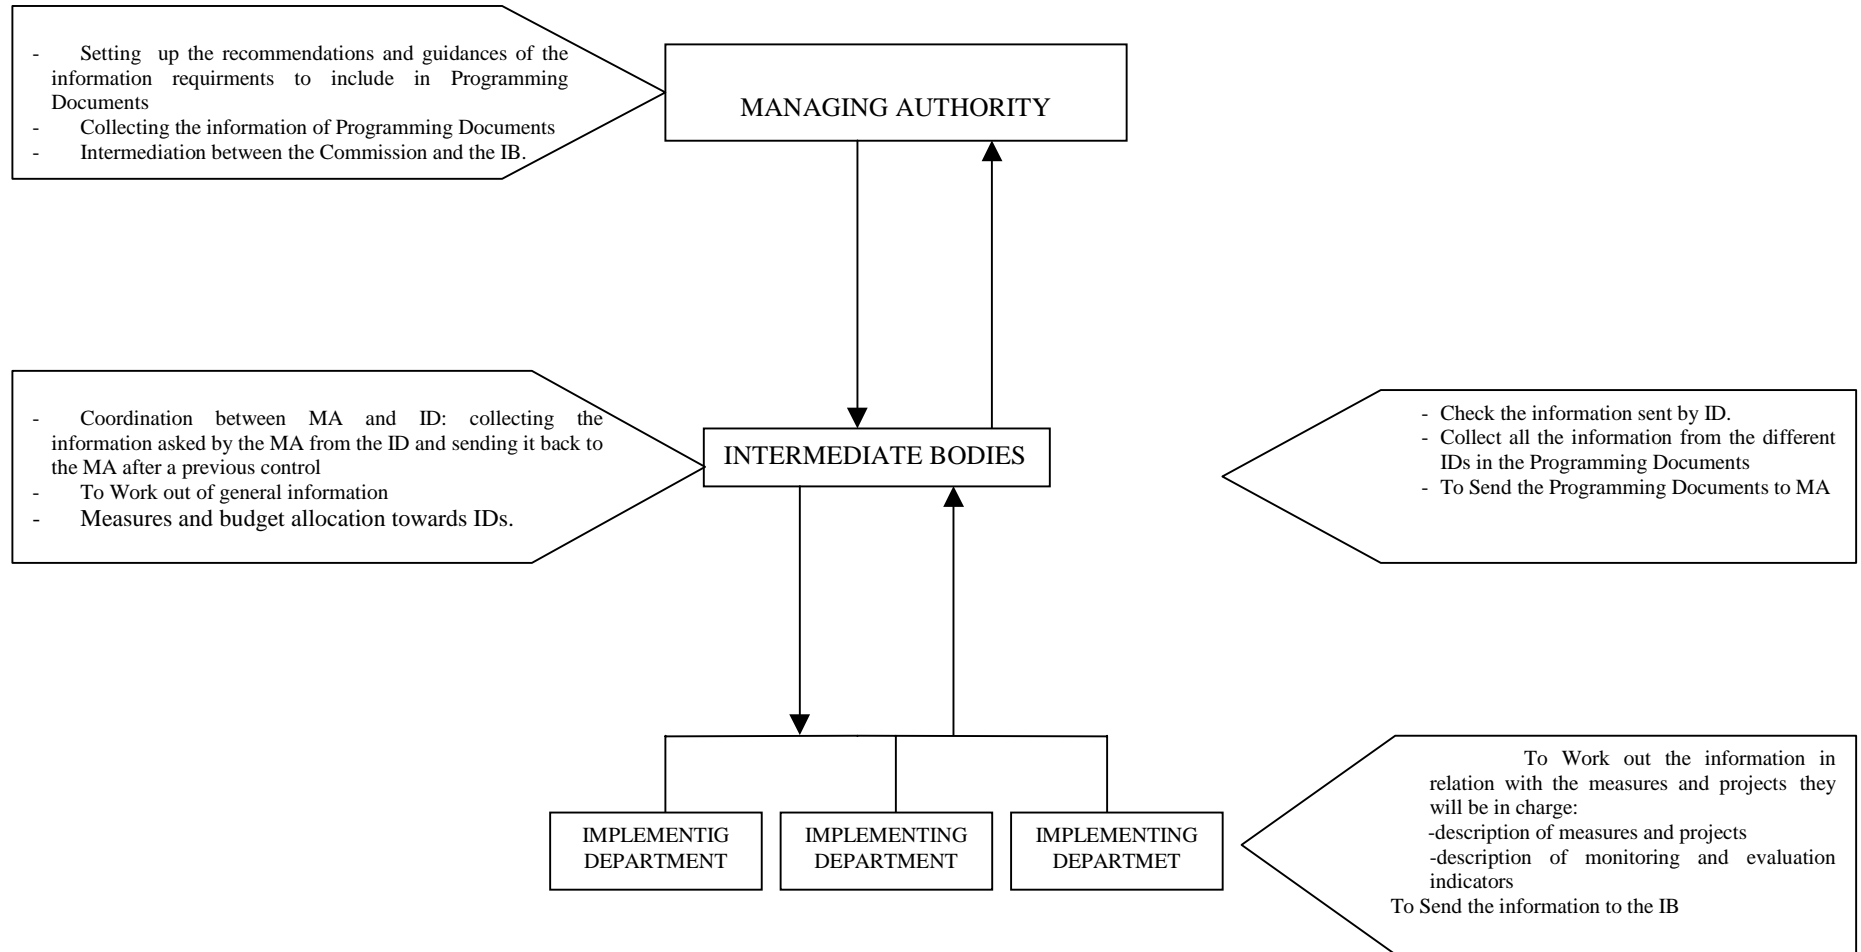 - Setting up the recommendations and guidances of the
information requirments to include in Programming
Documents
- Collecting the information of Programming Documents
- Intermediation between the Commission and the IB.
MANAGING AUTHORITY
- Coordination between MA and ID: collecting the
information asked by the MA from the ID and sending it back to
the MA after a previous control
- To Work out of general information
- Measures and budget allocation towards IDs.
INTERMEDIATE BODIES
- Check the information sent by ID.
- Collect all the information from the different
IDs in the Programming Documents
- To Send the Programming Documents to MA
IMPLEMENTIG
DEPARTMENT
IMPLEMENTING
DEPARTMENT
IMPLEMENTING
DEPARTMET
To Work out the information in
relation with the measures and projects they
will be in charge:
-description of measures and projects
-description of monitoring and evaluation
indicators
To Send the information to the IB